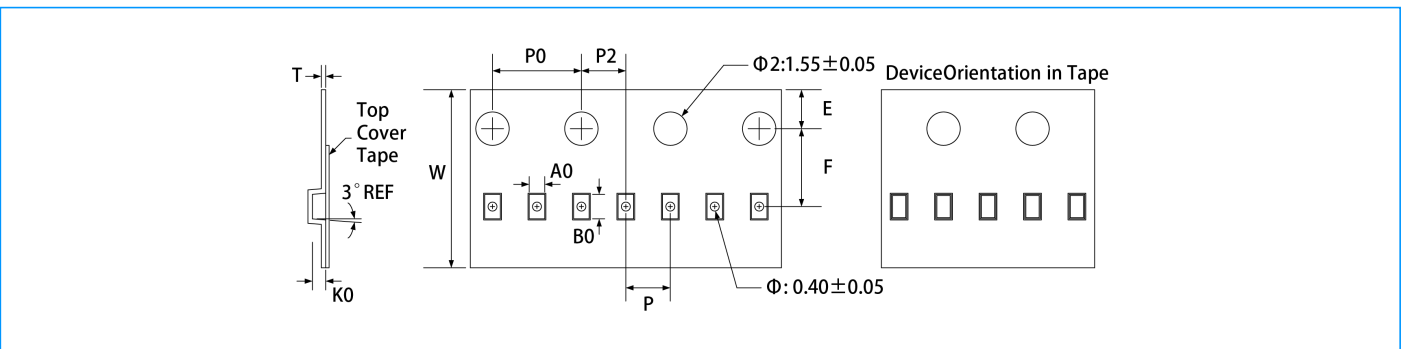 P0
P2
Φ2:1.55±0.05
DeviceOrientation in Tape
T
Top
Cover
Tape
E
W
F
A0
3°REF
B0
K0
P
Φ: 0.40±0.05